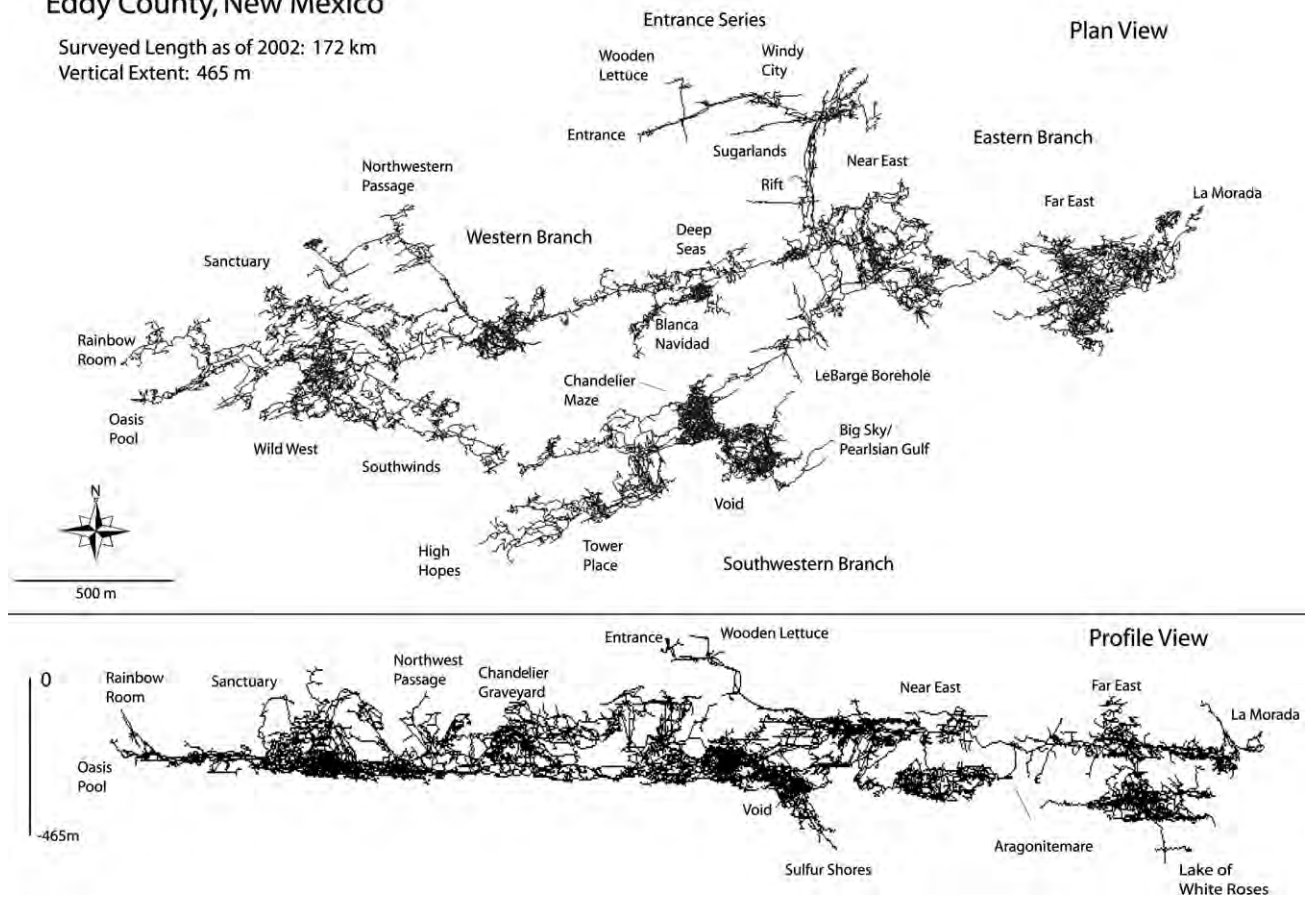 Eddy County, New Mexico
Surveyed Length as of 2002: 172 km
Vertical Extent: 465 m
Entrance Series
Plan View
Wooden
Lettuce
Windy
City
Entrance
Sugarlands
Eastern Branch
Near East
Northwestern
Passage
Rift
La Morada
Far East
Western Branch
Deep
Seas
Sanctuary
Rainbow
Room
Blanca
Navidad
LeBarge Borehole
Chandelier
Maze
Oasis
Pool
Wild West
Big Sky/
Pearlsian Gulf
Southwinds
N
Void
High
Hopes
Tower
Place
Southwestern Branch
500 m
Entrance
Wooden Lettuce
Profile View
0
Rainbow
Room
Sanctuary
Northwest
Passage
Chandelier
Graveyard
Near East
Far East
La Morada
Oasis
Pool
Void
-465m
Aragonitemare
Sulfur Shores
Lake of
White Roses